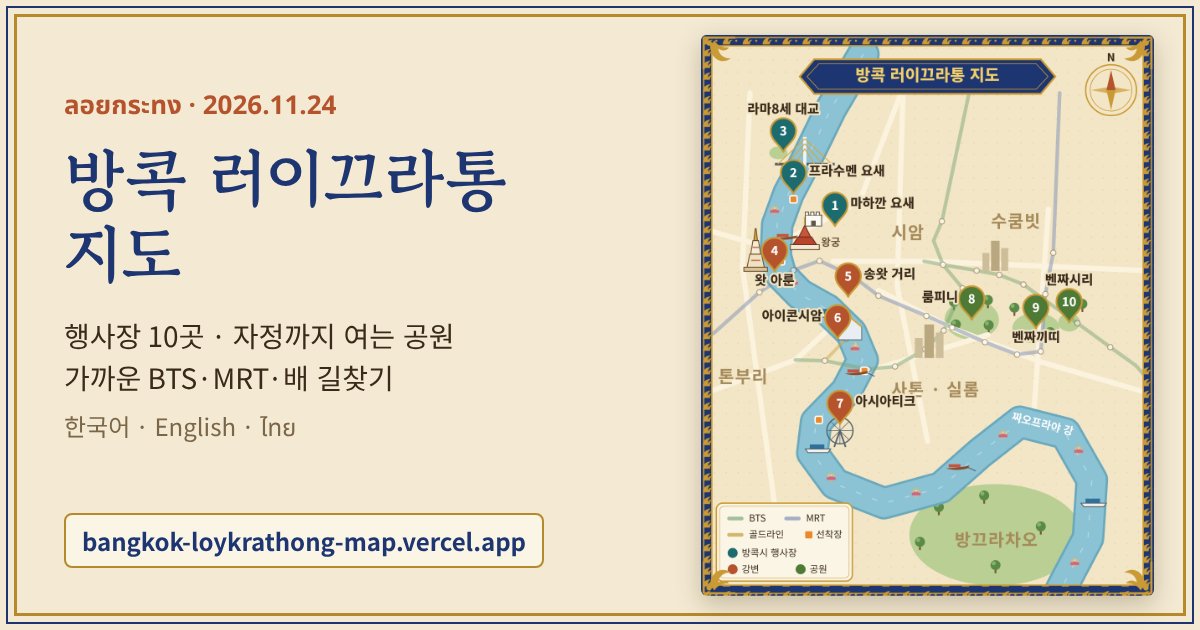 ลอยกระทง · 2026.11.24
방콕 러이끄라통
지도
행사장 10곳 · 자정까지 여는 공원
가까운 BTS·MRT·배 길찾기
한국어 · English · ไทย
bangkok-loykrathong-map.vercel.app
방콕 러이끄라통 지도
N
라마8세 대교
3
2 프라수멘 요새
1 마하깐 요새
시암
수쿰빗
왕궁
4
왓 아룬
5 송왓 거리
벤짜시리
룸피니 8
9
10
아이콘시암 6
벤짜끼띠
톤부리
사톤 · 실롬
7 아시아티크
짜오프라야 강
방끄라차오
BTS MRT
골드라인 선착장
방콕시 행사장
강변 공원